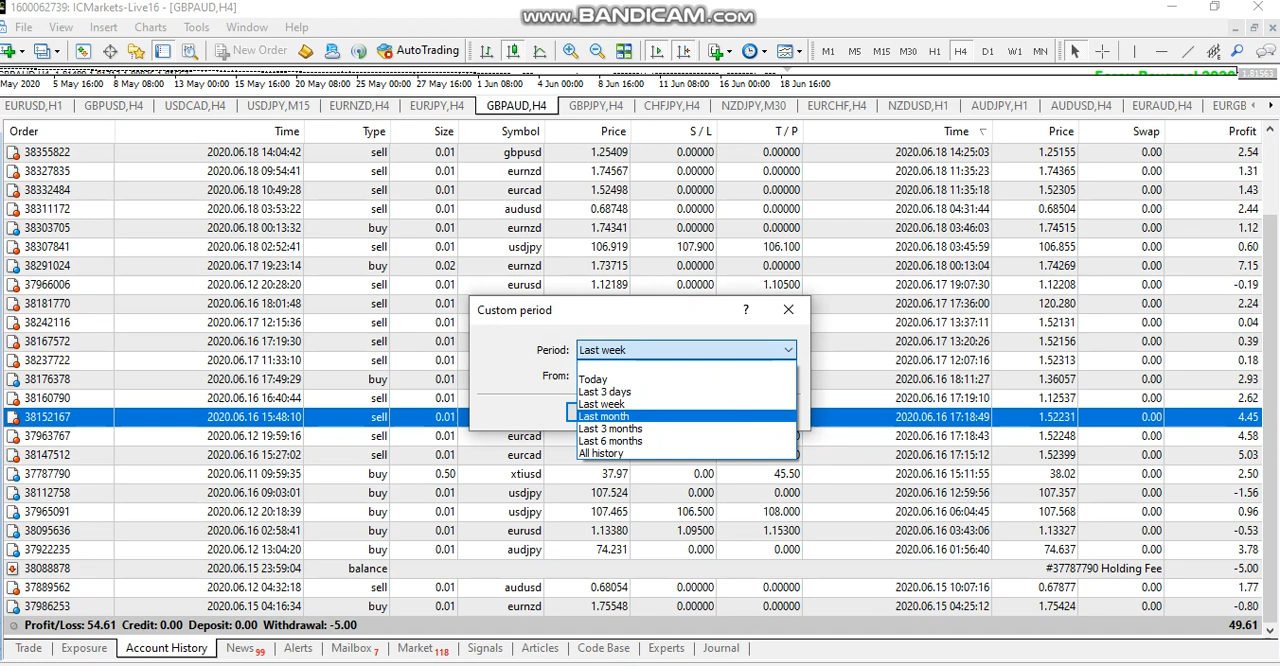 1600062739: ICMarkets-Live16 - [GBPAUD,H4]
www.BANDICAM.com
File View Insert Charts Tools Window Help
New Order AutoTrading M1 M5 M15 M30 H1 H4 D1 W1 MN
1.81563
May 2020 5 May 16:00 8 May 08:00 13 May 00:00 15 May 16:00 20 May 08:00 25 May 00:00 27 May 16:00 1 Jun 08:00 4 Jun 00:00 8 Jun 16:00 11 Jun 08:00 16 Jun 00:00 18 Jun 16:00
EURUSD,H1 GBPUSD,H4 USDCAD,H4 USDJPY,M15 EURNZD,H4 EURJPY,H4 GBPAUD,H4 GBPJPY,H4 CHFJPY,H4 NZDJPY,M30 EURCHF,H4 NZDUSD,H1 AUDJPY,H1 AUDUSD,H4 EURAUD,H4 EURGB
Order Time Type Size Symbol Price S / L T / P Time Price Swap Profit
38355822 2020.06.18 14:04:42 sell 0.01 gbpusd 1.25409 0.00000 0.00000 2020.06.18 14:25:03 1.25155 0.00 2.54
38327835 2020.06.18 09:54:41 sell 0.01 eurnzd 1.74567 0.00000 0.00000 2020.06.18 11:35:23 1.74365 0.00 1.31
38332484 2020.06.18 10:49:28 sell 0.01 eurcad 1.52498 0.00000 0.00000 2020.06.18 11:35:18 1.52305 0.00 1.43
38311172 2020.06.18 03:53:22 sell 0.01 audusd 0.68748 0.00000 0.00000 2020.06.18 04:31:44 0.68504 0.00 2.44
38303705 2020.06.18 00:13:32 buy 0.01 eurnzd 1.74341 0.00000 0.00000 2020.06.18 03:46:03 1.74515 0.00 1.12
38307841 2020.06.18 02:52:41 sell 0.01 usdjpy 106.919 107.900 106.100 2020.06.18 03:45:59 106.855 0.00 0.60
38291024 2020.06.17 19:23:14 buy 0.02 eurnzd 1.73715 0.00000 0.00000 2020.06.18 00:13:04 1.74269 0.00 7.15
37966006 2020.06.12 20:28:20 buy 0.01 eurusd 1.12189 0.00000 1.10500 2020.06.17 19:07:30 1.12208 0.00 -0.19
38181770 2020.06.16 18:01:48 sell 0.01 2020.06.17 17:36:00 120.280 0.00 2.24
38242116 2020.06.17 12:15:36 sell 0.01 2020.06.17 13:37:11 1.52131 0.00 0.04
38167572 2020.06.16 17:19:30 sell 0.01 2020.06.17 13:20:26 1.52156 0.00 0.39
38237722 2020.06.17 11:33:10 sell 0.01 2020.06.17 12:07:16 1.52313 0.00 0.18
38176378 2020.06.16 17:49:29 sell 0.01 2020.06.16 18:11:27 1.36057 0.00 2.93
38160790 2020.06.16 16:40:44 sell 0.01 2020.06.16 17:19:10 1.12537 0.00 2.62
38152167 2020.06.16 15:48:10 sell 0.01 2020.06.16 17:18:49 1.52231 0.00 4.45
37963767 2020.06.12 19:59:16 sell 0.01 eurcad 2020.06.16 17:18:43 1.52248 0.00 4.58
38147512 2020.06.16 15:27:02 sell 0.01 eurcad 2020.06.16 17:15:12 1.52399 0.00 5.03
37787790 2020.06.11 09:59:35 buy 0.50 xtiusd 37.97 0.00 45.50 2020.06.16 15:11:55 38.02 0.00 2.50
38112758 2020.06.16 09:03:01 buy 0.01 usdjpy 107.524 0.000 0.000 2020.06.16 12:59:56 107.357 0.00 -1.56
37965091 2020.06.12 20:18:39 buy 0.01 usdjpy 107.465 106.500 108.000 2020.06.16 06:04:45 107.568 0.00 0.96
38095636 2020.06.16 02:58:41 buy 0.01 eurusd 1.13380 1.09500 1.15300 2020.06.16 03:43:06 1.13327 0.00 -0.53
37922235 2020.06.12 13:04:20 buy 0.01 audjpy 74.231 0.000 0.000 2020.06.16 01:56:40 74.637 0.00 3.78
38088878 2020.06.15 23:59:04 balance #37787790 Holding Fee -5.00
37889562 2020.06.12 04:32:18 sell 0.01 audusd 0.68054 0.00000 0.00000 2020.06.15 10:07:16 0.67877 0.00 1.77
37986253 2020.06.15 04:16:34 buy 0.01 eurnzd 1.75548 0.00000 0.00000 2020.06.15 04:25:12 1.75424 0.00 -0.80
Profit/Loss: 54.61 Credit: 0.00 Deposit: 0.00 Withdrawal: -5.00 49.61
Custom period ?
Period: Last week
From:
Today
Last 3 days
Last week
Last month
Last 3 months
Last 6 months
All history
Trade Exposure Account History News 99 Alerts Mailbox 7 Market 118 Signals Articles Code Base Experts Journal